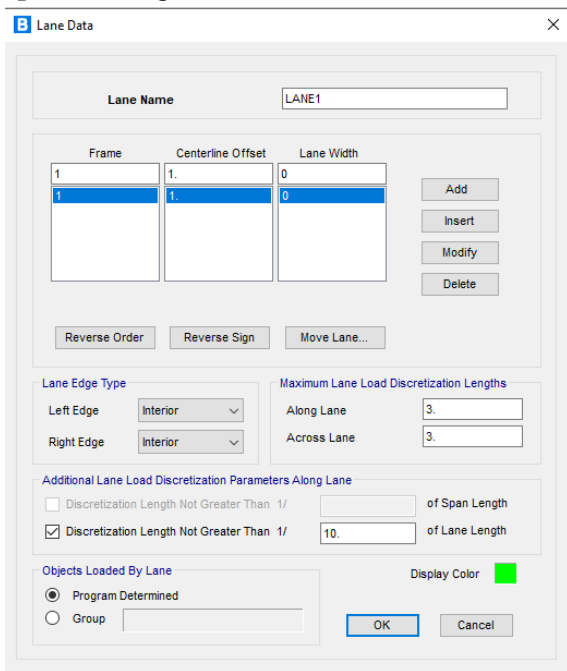 B Lane Data
Lane Name LANE1
Frame Centerline Offset Lane Width
1 1. 0
1 1. 0
Add
Insert
Modify
Delete
Reverse Order Reverse Sign Move Lane...
Lane Edge Type
Left Edge Interior
Right Edge Interior
Maximum Lane Load Discretization Lengths
Along Lane 3.
Across Lane 3.
Additional Lane Load Discretization Parameters Along Lane
Discretization Length Not Greater Than 1/ of Span Length
Discretization Length Not Greater Than 1/ 10. of Lane Length
Objects Loaded By Lane
Program Determined
Group
Display Color
OK Cancel